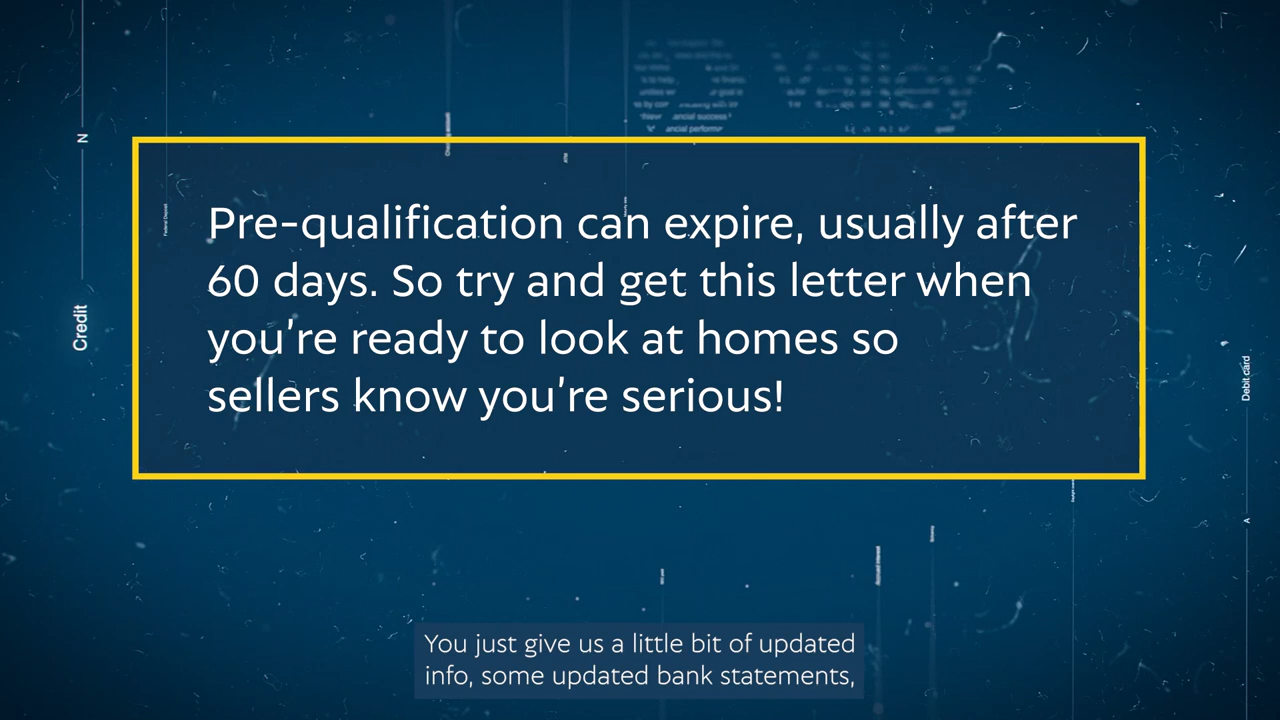 Valley
N
Credit
Pre-qualification can expire, usually after
60 days. So try and get this letter when
you're ready to look at homes so
sellers know you're serious!
Debit card
A
You just give us a little bit of updated
info, some updated bank statements,